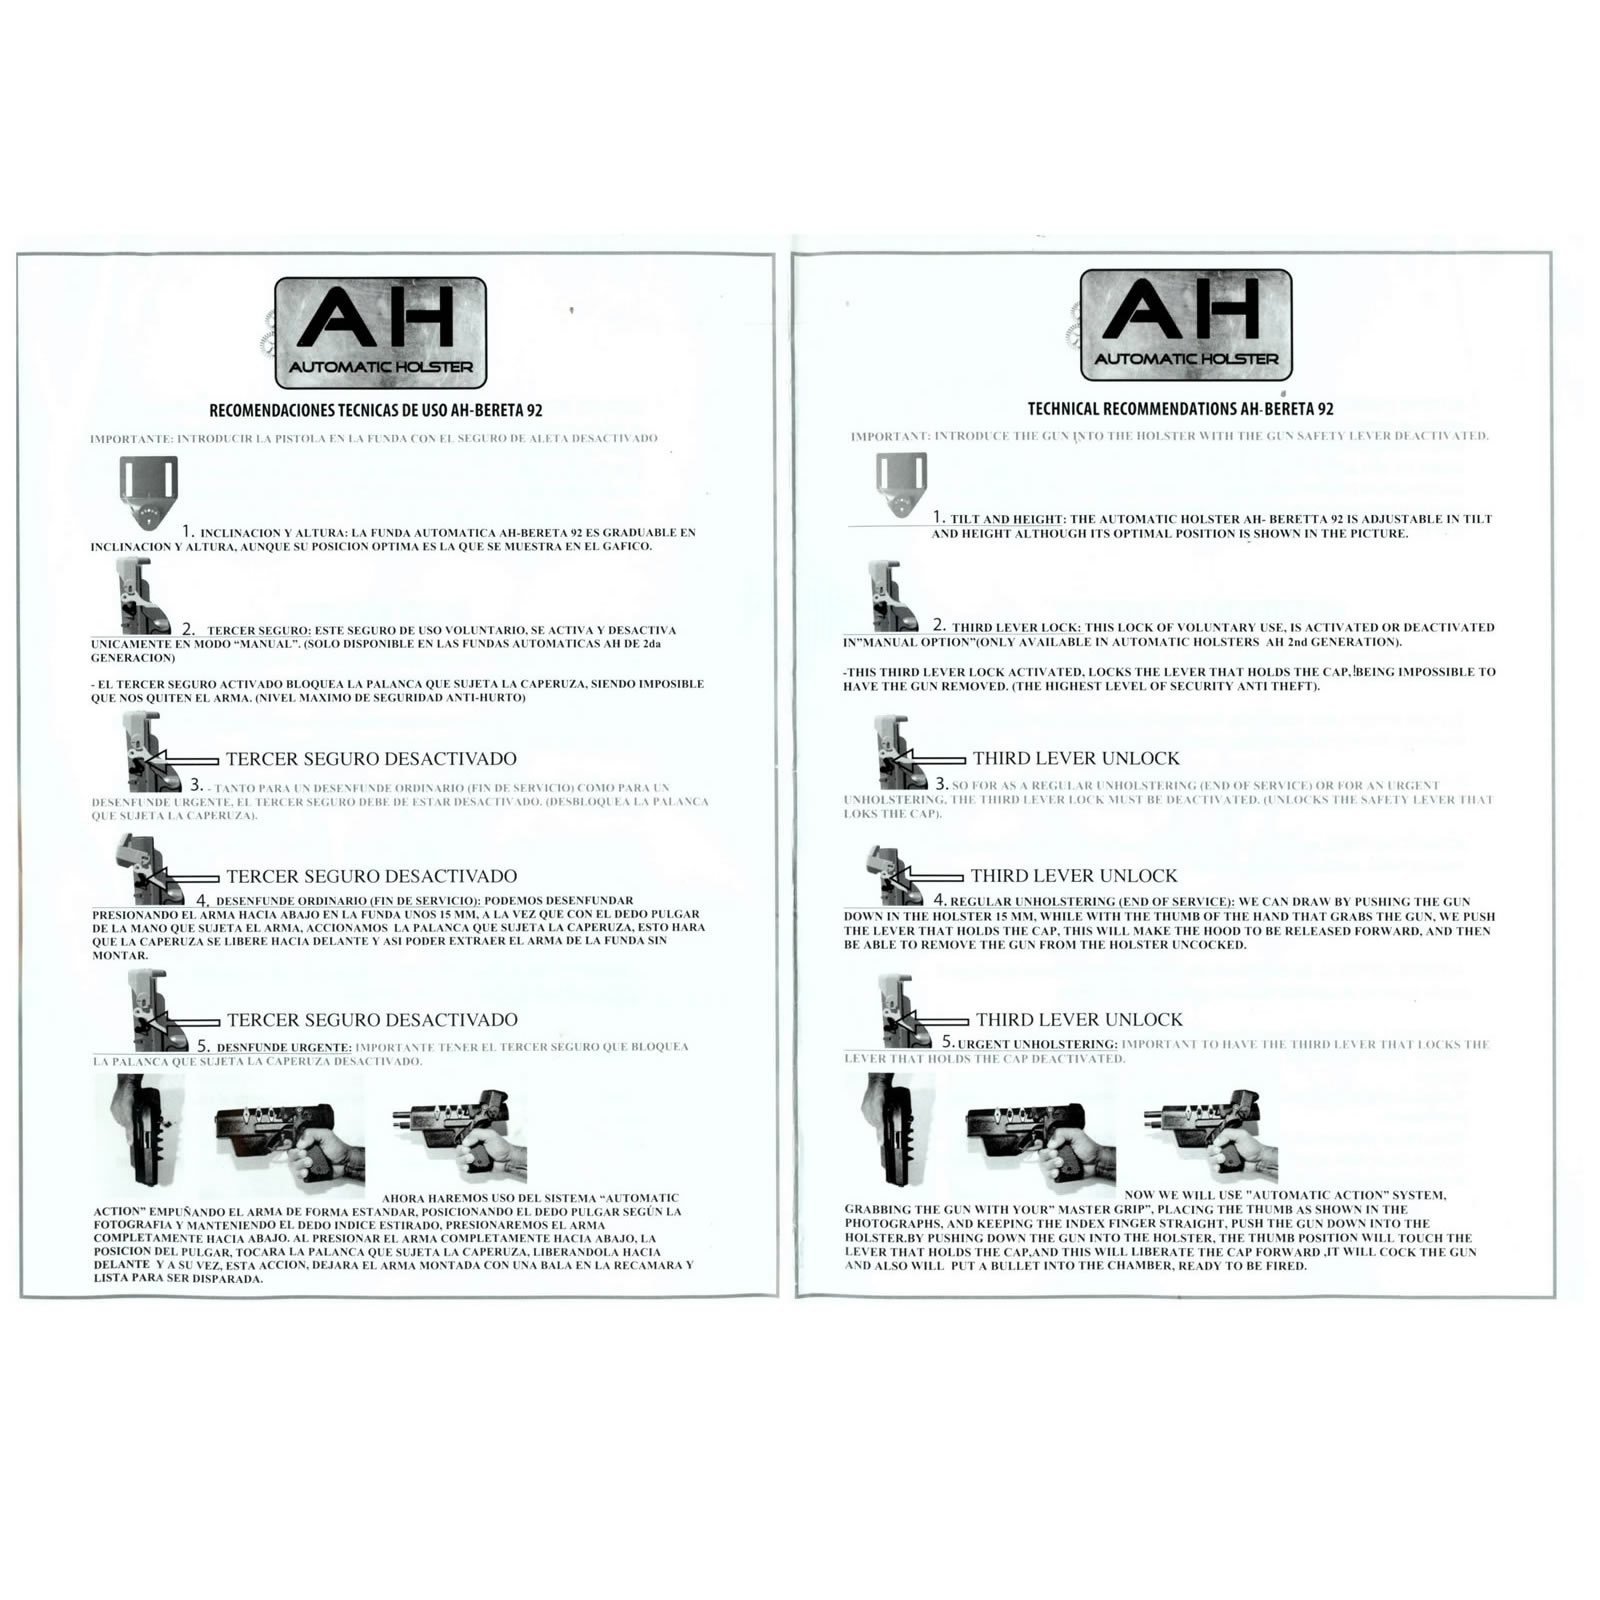 AH
AUTOMATIC HOLSTER
RECOMENDACIONES TECNICAS DE USO AH-BERETA 92
IMPORTANTE: INTRODUCIR LA PISTOLA EN LA FUNDA CON EL SEGURO DE ALETA DESACTIVADO
1. INCLINACION Y ALTURA: LA FUNDA AUTOMATICA AH-BERETA 92 ES GRADUABLE EN
INCLINACION Y ALTURA, AUNQUE SU POSICION OPTIMA ES LA QUE SE MUESTRA EN EL GAFICO.
2. TERCER SEGURO: ESTE SEGURO DE USO VOLUNTARIO, SE ACTIVA Y DESACTIVA
UNICAMENTE EN MODO “MANUAL”. (SOLO DISPONIBLE EN LAS FUNDAS AUTOMATICAS AH DE 2da
GENERACION)
- EL TERCER SEGURO ACTIVADO BLOQUEA LA PALANCA QUE SUJETA LA CAPERUZA, SIENDO IMPOSIBLE
QUE NOS QUITEN EL ARMA. (NIVEL MAXIMO DE SEGURIDAD ANTI-HURTO)
TERCER SEGURO DESACTIVADO
3. - TANTO PARA UN DESENFUNDE ORDINARIO (FIN DE SERVICIO) COMO PARA UN
DESENFUNDE URGENTE, EL TERCER SEGURO DEBE DE ESTAR DESACTIVADO. (DESBLOQUEA LA PALANCA
QUE SUJETA LA CAPERUZA).
TERCER SEGURO DESACTIVADO
4. DESENFUNDE ORDINARIO (FIN DE SERVICIO): PODEMOS DESENFUNDAR
PRESIONANDO EL ARMA HACIA ABAJO EN LA FUNDA UNOS 15 MM, A LA VEZ QUE CON EL DEDO PULGAR
DE LA MANO QUE SUJETA EL ARMA, ACCIONAMOS LA PALANCA QUE SUJETA LA CAPERUZA, ESTO HARA
QUE LA CAPERUZA SE LIBERE HACIA DELANTE Y ASI PODER EXTRAER EL ARMA DE LA FUNDA SIN
MONTAR.
TERCER SEGURO DESACTIVADO
5. DESNFUNDE URGENTE: IMPORTANTE TENER EL TERCER SEGURO QUE BLOQUEA
LA PALANCA QUE SUJETA LA CAPERUZA DESACTIVADO.
AHORA HAREMOS USO DEL SISTEMA “AUTOMATIC
ACTION” EMPUÑANDO EL ARMA DE FORMA ESTANDAR, POSICIONANDO EL DEDO PULGAR SEGÚN LA
FOTOGRAFIA Y MANTENIENDO EL DEDO INDICE ESTIRADO, PRESIONAREMOS EL ARMA
COMPLETAMENTE HACIA ABAJO. AL PRESIONAR EL ARMA COMPLETAMENTE HACIA ABAJO, LA
POSICION DEL PULGAR, TOCARA LA PALANCA QUE SUJETA LA CAPERUZA, LIBERANDOLA HACIA
DELANTE Y A SU VEZ, ESTA ACCION, DEJARA EL ARMA MONTADA CON UNA BALA EN LA RECAMARA Y
LISTA PARA SER DISPARADA.
AH
AUTOMATIC HOLSTER
TECHNICAL RECOMMENDATIONS AH-BERETA 92
IMPORTANT: INTRODUCE THE GUN INTO THE HOLSTER WITH THE GUN SAFETY LEVER DEACTIVATED.
1. TILT AND HEIGHT: THE AUTOMATIC HOLSTER AH- BERETTA 92 IS ADJUSTABLE IN TILT
AND HEIGHT ALTHOUGH ITS OPTIMAL POSITION IS SHOWN IN THE PICTURE.
2. THIRD LEVER LOCK: THIS LOCK OF VOLUNTARY USE, IS ACTIVATED OR DEACTIVATED
IN”MANUAL OPTION”(ONLY AVAILABLE IN AUTOMATIC HOLSTERS AH 2nd GENERATION).
-THIS THIRD LEVER LOCK ACTIVATED, LOCKS THE LEVER THAT HOLDS THE CAP, BEING IMPOSSIBLE TO
HAVE THE GUN REMOVED. (THE HIGHEST LEVEL OF SECURITY ANTI THEFT).
THIRD LEVER UNLOCK
3. SO FOR AS A REGULAR UNHOLSTERING (END OF SERVICE) OR FOR AN URGENT
UNHOLSTERING, THE THIRD LEVER LOCK MUST BE DEACTIVATED. (UNLOCKS THE SAFETY LEVER THAT
LOKS THE CAP).
THIRD LEVER UNLOCK
4. REGULAR UNHOLSTERING (END OF SERVICE): WE CAN DRAW BY PUSHING THE GUN
DOWN IN THE HOLSTER 15 MM, WHILE WITH THE THUMB OF THE HAND THAT GRABS THE GUN, WE PUSH
THE LEVER THAT HOLDS THE CAP, THIS WILL MAKE THE HOOD TO BE RELEASED FORWARD, AND THEN
BE ABLE TO REMOVE THE GUN FROM THE HOLSTER UNCOCKED.
THIRD LEVER UNLOCK
5. URGENT UNHOLSTERING: IMPORTANT TO HAVE THE THIRD LEVER THAT LOCKS THE
LEVER THAT HOLDS THE CAP DEACTIVATED.
NOW WE WILL USE "AUTOMATIC ACTION” SYSTEM,
GRABBING THE GUN WITH YOUR” MASTER GRIP”, PLACING THE THUMB AS SHOWN IN THE
PHOTOGRAPHS, AND KEEPING THE INDEX FINGER STRAIGHT, PUSH THE GUN DOWN INTO THE
HOLSTER.BY PUSHING DOWN THE GUN INTO THE HOLSTER, THE THUMB POSITION WILL TOUCH THE
LEVER THAT HOLDS THE CAP,AND THIS WILL LIBERATE THE CAP FORWARD ,IT WILL COCK THE GUN
AND ALSO WILL PUT A BULLET INTO THE CHAMBER, READY TO BE FIRED.